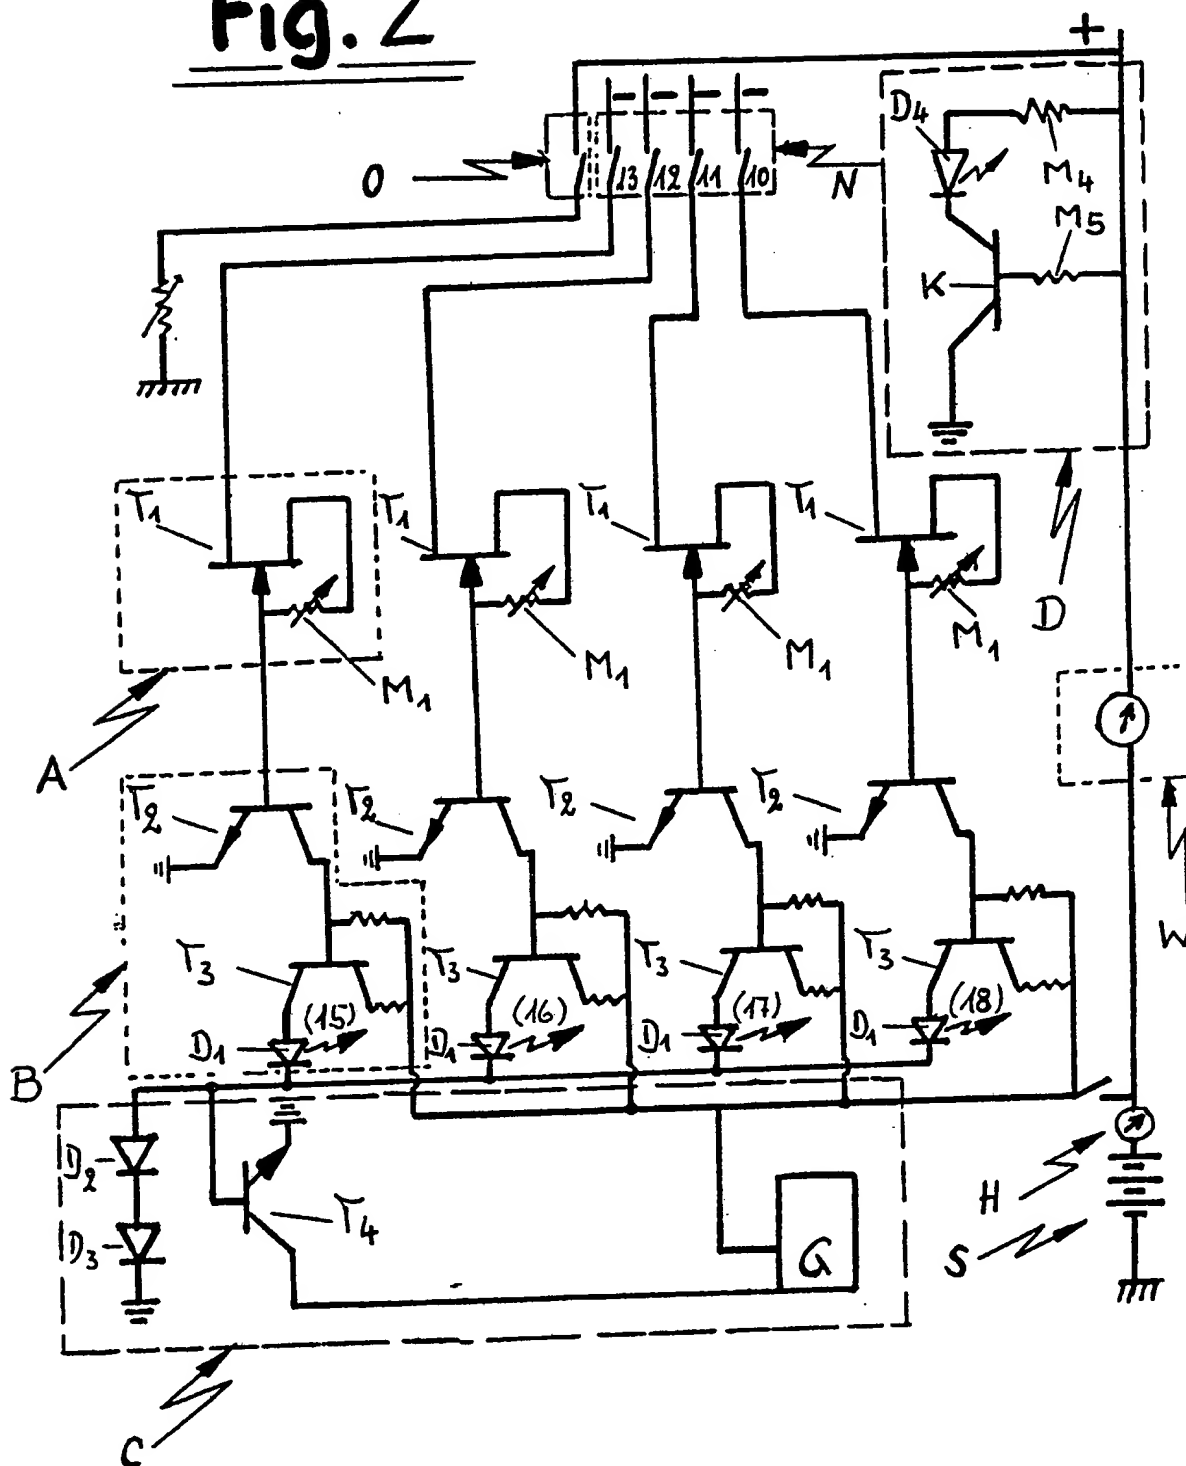 Fig. 2
+
O
13 12 11 10
N
D4
M4
M5
K
T1 T1 T1 T1
M1 M1 M1 M1
D
A
T2 T2 T2 T2
W
T3 T3 T3 T3
(15) (16) (17) (18)
D1 D1 D1 D1
B
D2
T4
D3
G
H
S
C